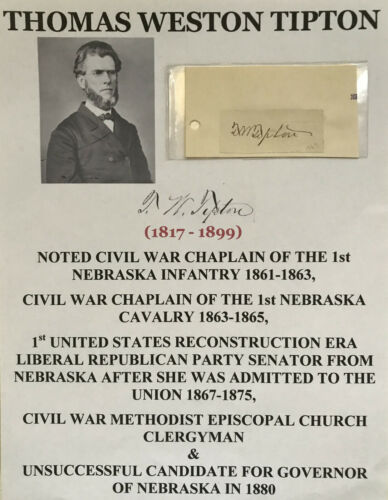 THOMAS WESTON TIPTON
T W Tipton
T. W. Tipton
(1817 - 1899)
NOTED CIVIL WAR CHAPLAIN OF THE 1st
NEBRASKA INFANTRY 1861-1863,
CIVIL WAR CHAPLAIN OF THE 1st NEBRASKA
CAVALRY 1863-1865,
1st UNITED STATES RECONSTRUCTION ERA
LIBERAL REPUBLICAN PARTY SENATOR FROM
NEBRASKA AFTER SHE WAS ADMITTED TO THE
UNION 1867-1875,
CIVIL WAR METHODIST EPISCOPAL CHURCH
CLERGYMAN
&
UNSUCCESSFUL CANDIDATE FOR GOVERNOR
OF NEBRASKA IN 1880